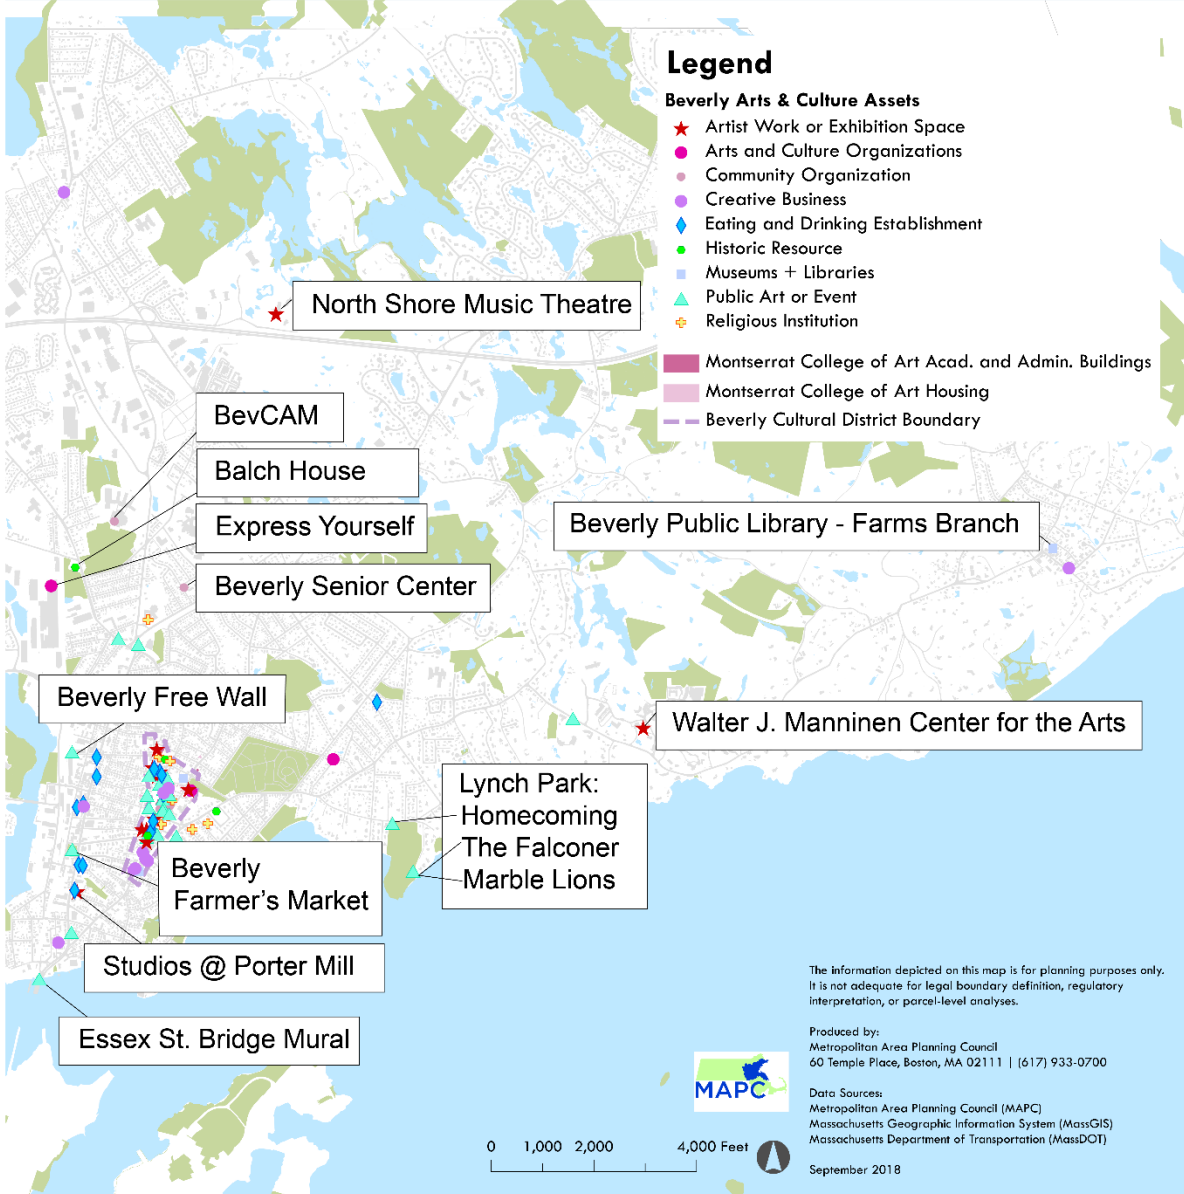 Legend
Beverly Arts & Culture Assets
Artist Work or Exhibition Space
Arts and Culture Organizations
Community Organization
Creative Business
Eating and Drinking Establishment
Historic Resource
Museums + Libraries
Public Art or Event
Religious Institution
Montserrat College of Art Acad. and Admin. Buildings
Montserrat College of Art Housing
Beverly Cultural District Boundary
North Shore Music Theatre
BevCAM
Balch House
Express Yourself
Beverly Senior Center
Beverly Public Library - Farms Branch
Beverly Free Wall
Walter J. Manninen Center for the Arts
Lynch Park:
Homecoming
The Falconer
Marble Lions
Beverly
Farmer's Market
Studios @ Porter Mill
Essex St. Bridge Mural
The information depicted on this map is for planning purposes only.
It is not adequate for legal boundary definition, regulatory
interpretation, or parcel-level analyses.
Produced by:
Metropolitan Area Planning Council
60 Temple Place, Boston, MA 02111 | (617) 933-0700
Data Sources:
Metropolitan Area Planning Council (MAPC)
Massachusetts Geographic Information System (MassGIS)
Massachusetts Department of Transportation (MassDOT)
September 2018
MAPC
0 1,000 2,000 4,000 Feet